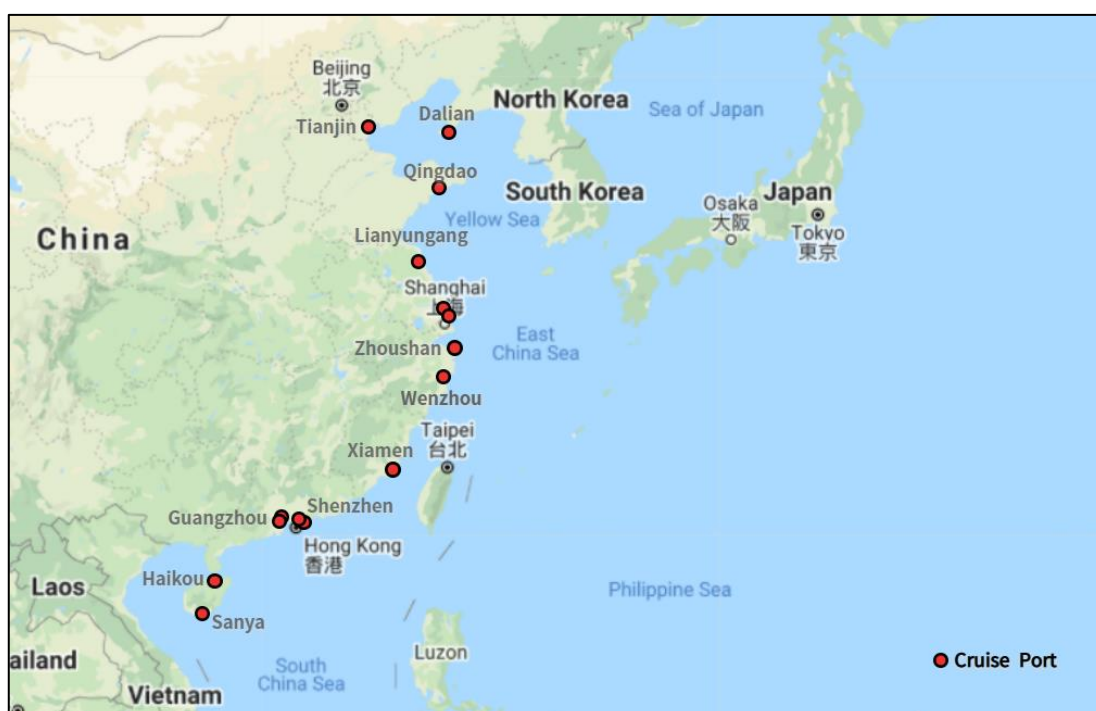 Beijing
北京
Tianjin
Dalian
North Korea
Sea of Japan
Qingdao
South Korea
Yellow Sea
Japan
Osaka
大阪
Tokyo
東京
China
Lianyungang
Shanghai
上海
East
China Sea
Zhoushan
Wenzhou
Taipei
台北
Xiamen
Shenzhen
Guangzhou
Hong Kong
香港
Haikou
Laos
Sanya
Philippine Sea
Luzon
ailand
South
China Sea
Vietnam
Cruise Port